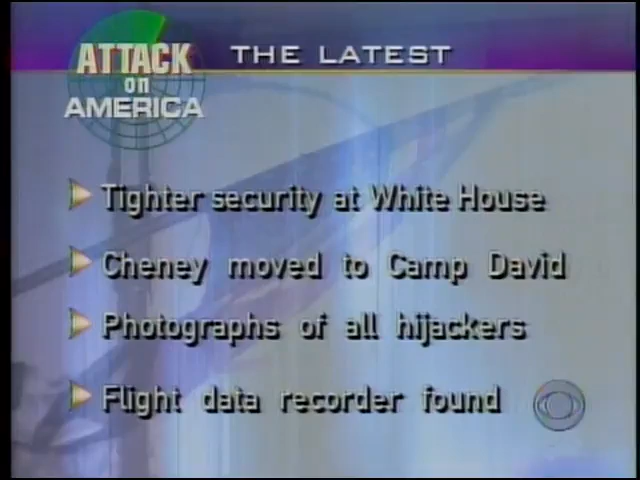 ATTACK
on
AMERICA
THE LATEST
Tighter security at White House
Cheney moved to Camp David
Photographs of all hijackers
Flight data recorder found